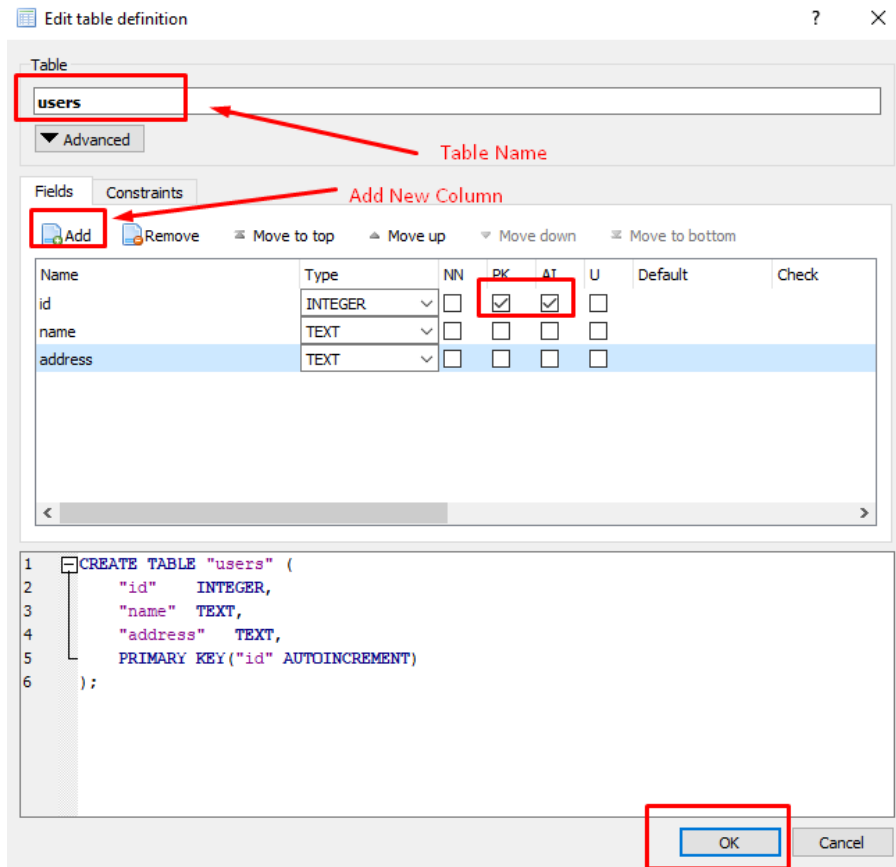 Edit table definition ?
Table
users
Advanced
Table Name
Fields Constraints
Add New Column
Add Remove Move to top Move up Move down Move to bottom
Name Type NN PK AI U Default Check
id INTEGER
name TEXT
address TEXT
1 CREATE TABLE "users" (
2 "id" INTEGER,
3 "name" TEXT,
4 "address" TEXT,
5 PRIMARY KEY("id" AUTOINCREMENT)
6 );
OK Cancel